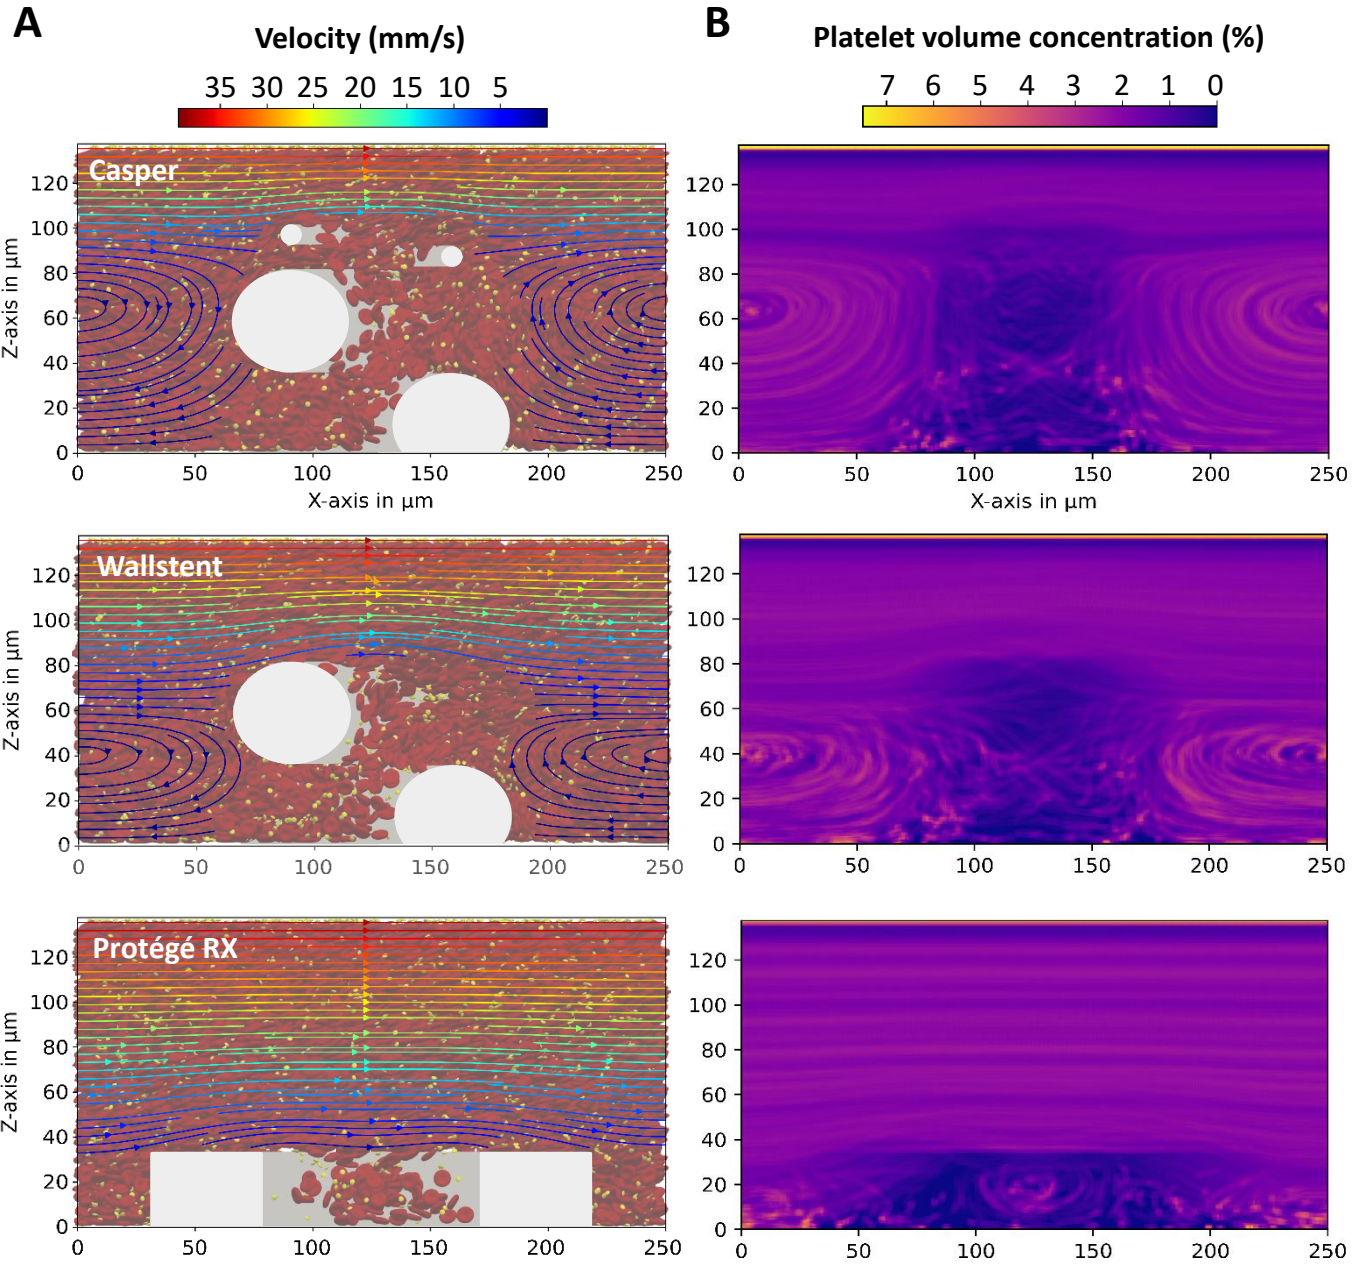 A
B
Velocity (mm/s)
Platelet volume concentration (%)
35 30 25 20 15 10 5
7 6 5 4 3 2 1 0
Casper
120
100
80
60
40
20
0
Z-axis in µm
0 50 100 150 200 250
X-axis in µm
120
100
80
60
40
20
0
0 50 100 150 200 250
X-axis in µm
Wallstent
120
100
80
60
40
20
0
Z-axis in µm
0 50 100 150 200 250
120
100
80
60
40
20
0
0 50 100 150 200 250
Protégé RX
120
100
80
60
40
20
0
Z-axis in µm
0 50 100 150 200 250
120
100
80
60
40
20
0
0 50 100 150 200 250